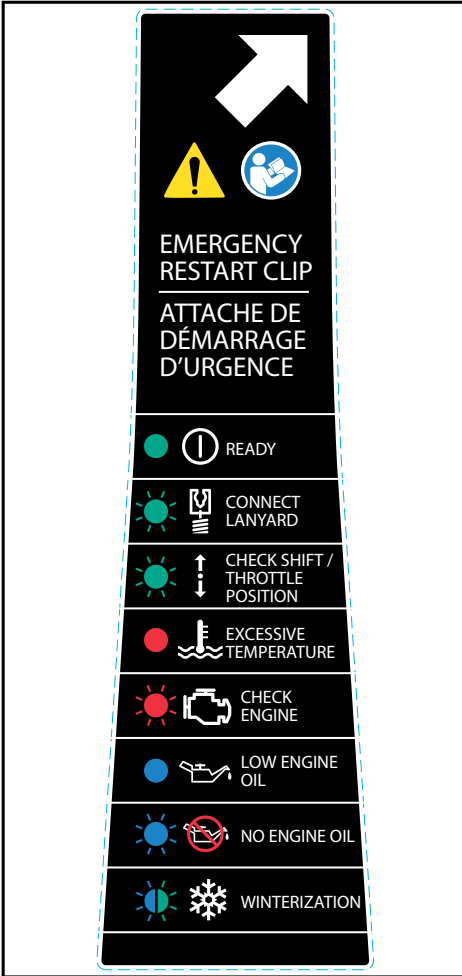 EMERGENCY
RESTART CLIP
ATTACHE DE
DÉMARRAGE
D'URGENCE
READY
CONNECT
LANYARD
CHECK SHIFT /
THROTTLE
POSITION
EXCESSIVE
TEMPERATURE
CHECK
ENGINE
LOW ENGINE
OIL
NO ENGINE OIL
WINTERIZATION